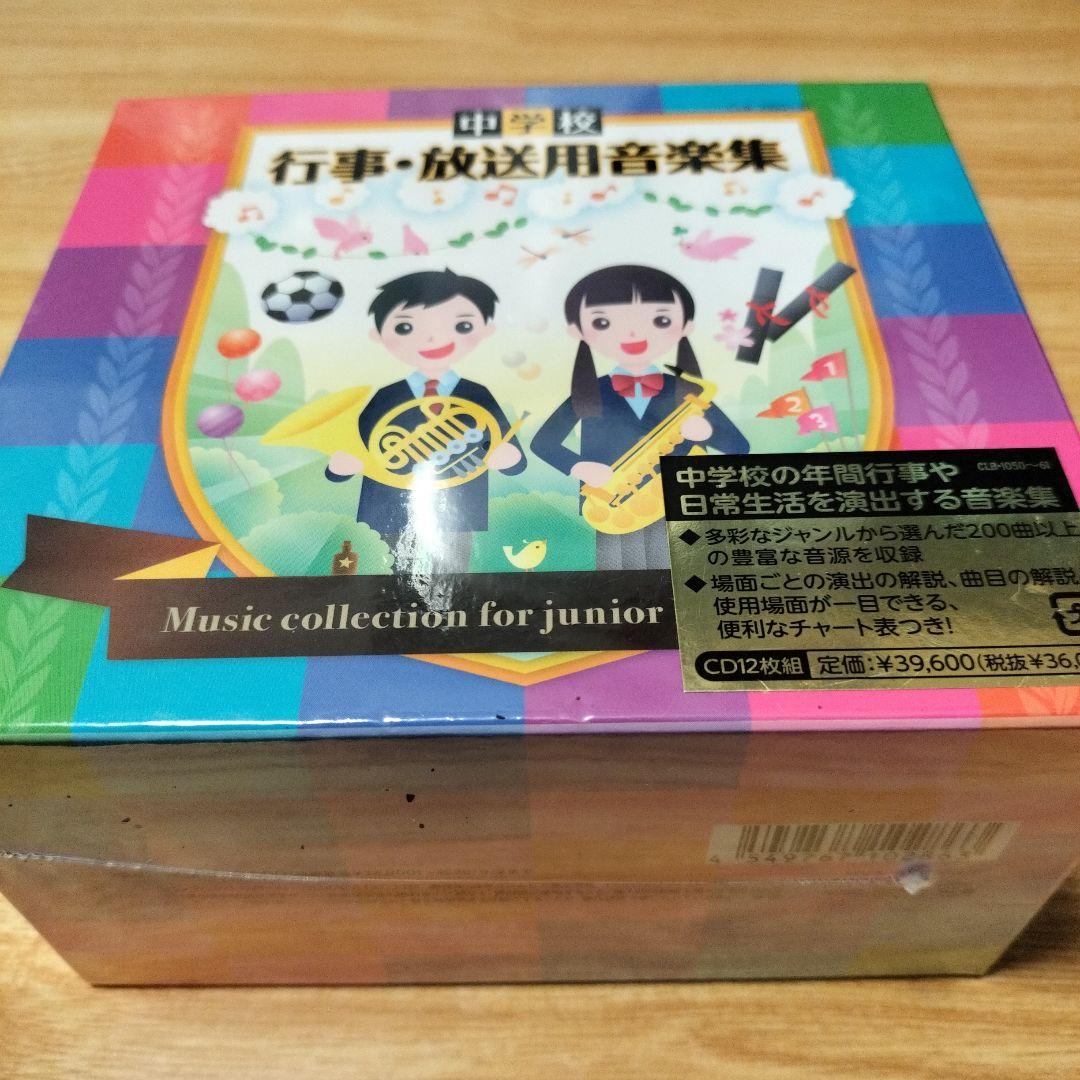 中学校
行事・放送用音楽集
1
2
3
Music collection for junior
中学校の年間行事や
CLB-1050~61
日常生活を演出する音楽集
◆多彩なジャンルから選んだ200曲以上
の豊富な音源を収録
◆場面ごとの演出の解説、曲目の解説、
使用場面が一目できる、
便利なチャート表つき!
CD12枚組 定価:¥39,600(税抜¥36,0